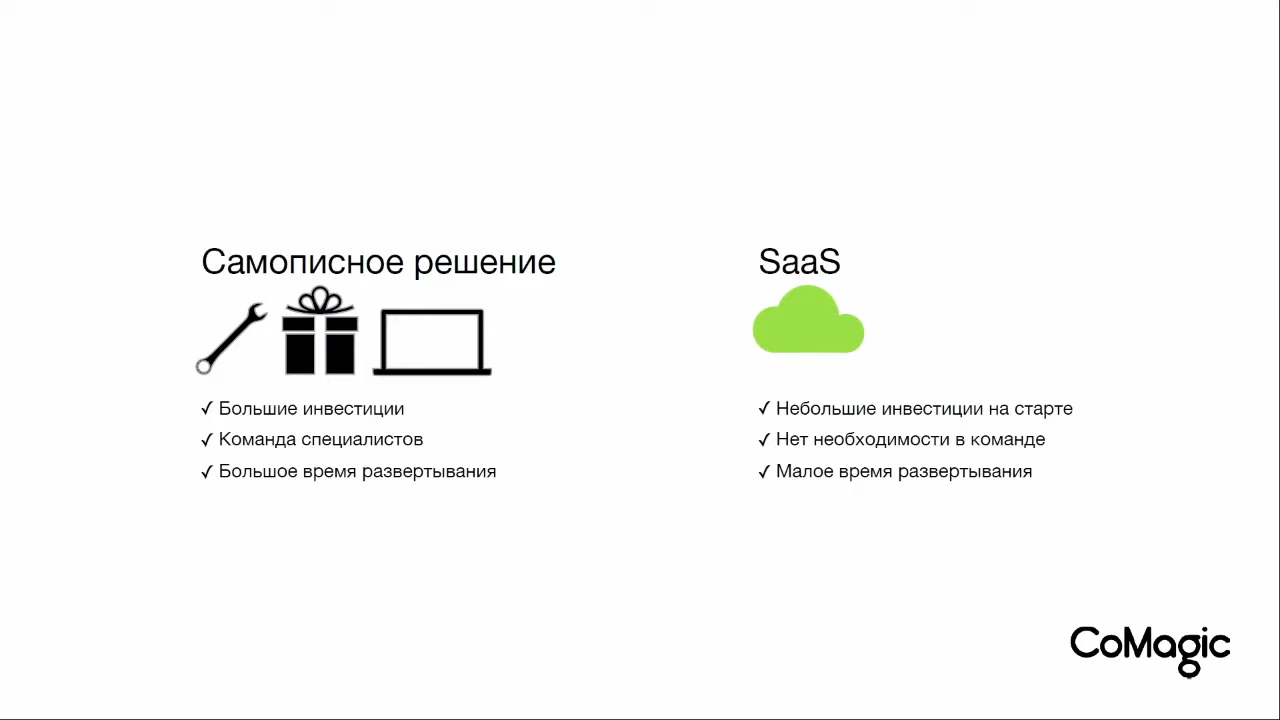 Самописное решение
✓ Большие инвестиции
✓ Команда специалистов
✓ Большое время развертывания
SaaS
✓ Небольшие инвестиции на старте
✓ Нет необходимости в команде
✓ Малое время развертывания
CoMagic